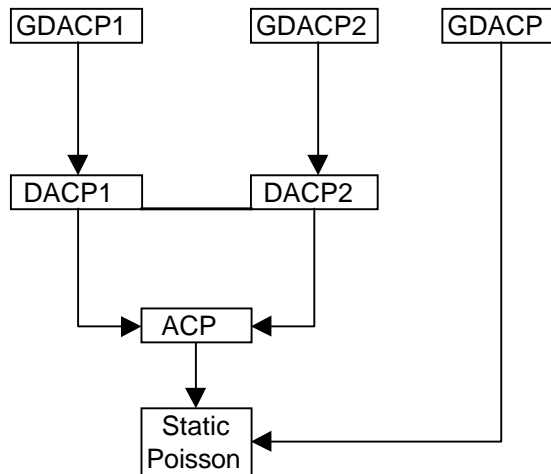 GDACP1
GDACP2
GDACP
DACP1
DACP2
ACP
Static
Poisson